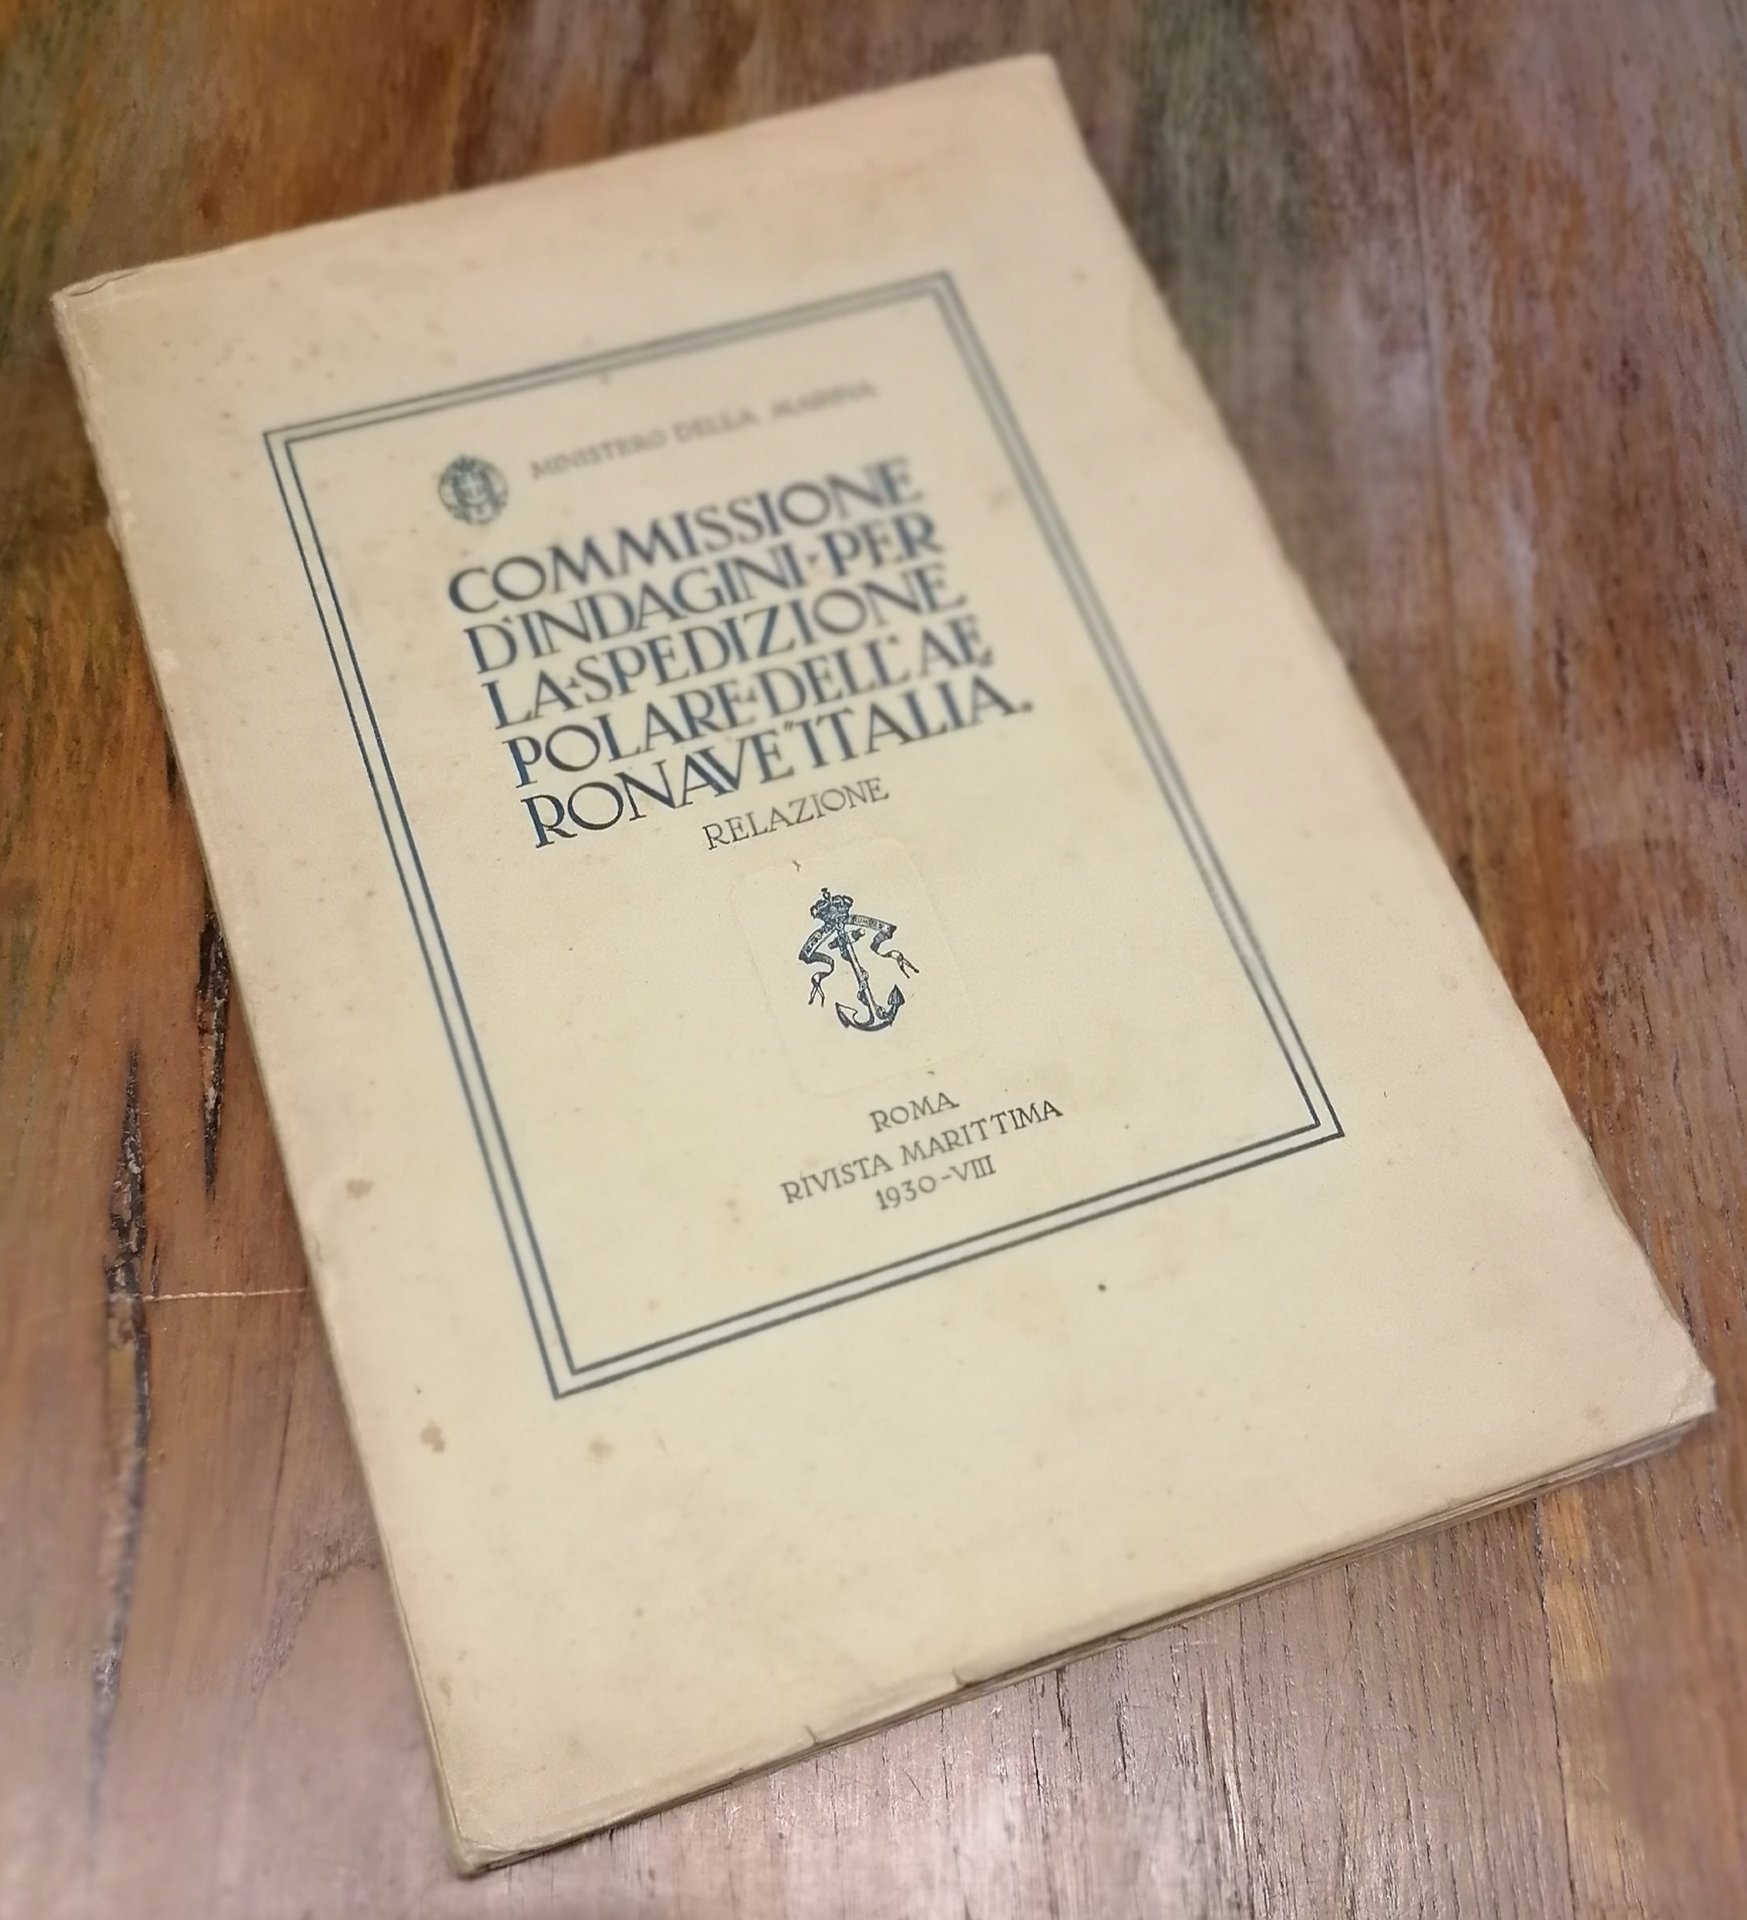 MINISTERO DELLA MARINA
COMMISSIONE
D'INDAGINI·PER
LA·SPEDIZIONE
POLARE·DELL'AE
RONAVE "ITALIA„
RELAZIONE
ROMA
RIVISTA MARITTIMA
1930-VIII